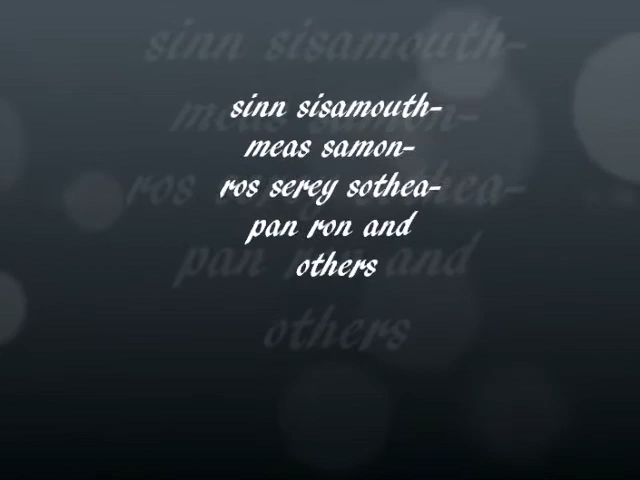 sinn sisamouth-
meas samon-
ros serey sothea-
pan ron and
others